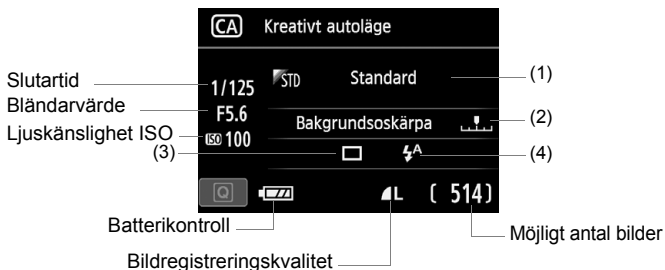 CA Kreativt autoläge
Slutartid
1/125
STD Standard
(1)
Bländarvärde
F5.6
Bakgrundsoskärpa
(2)
Ljuskänslighet ISO
ISO 100
(3)
A
(4)
Q
L
( 514)
Batterikontroll
Möjligt antal bilder
Bildregistreringskvalitet